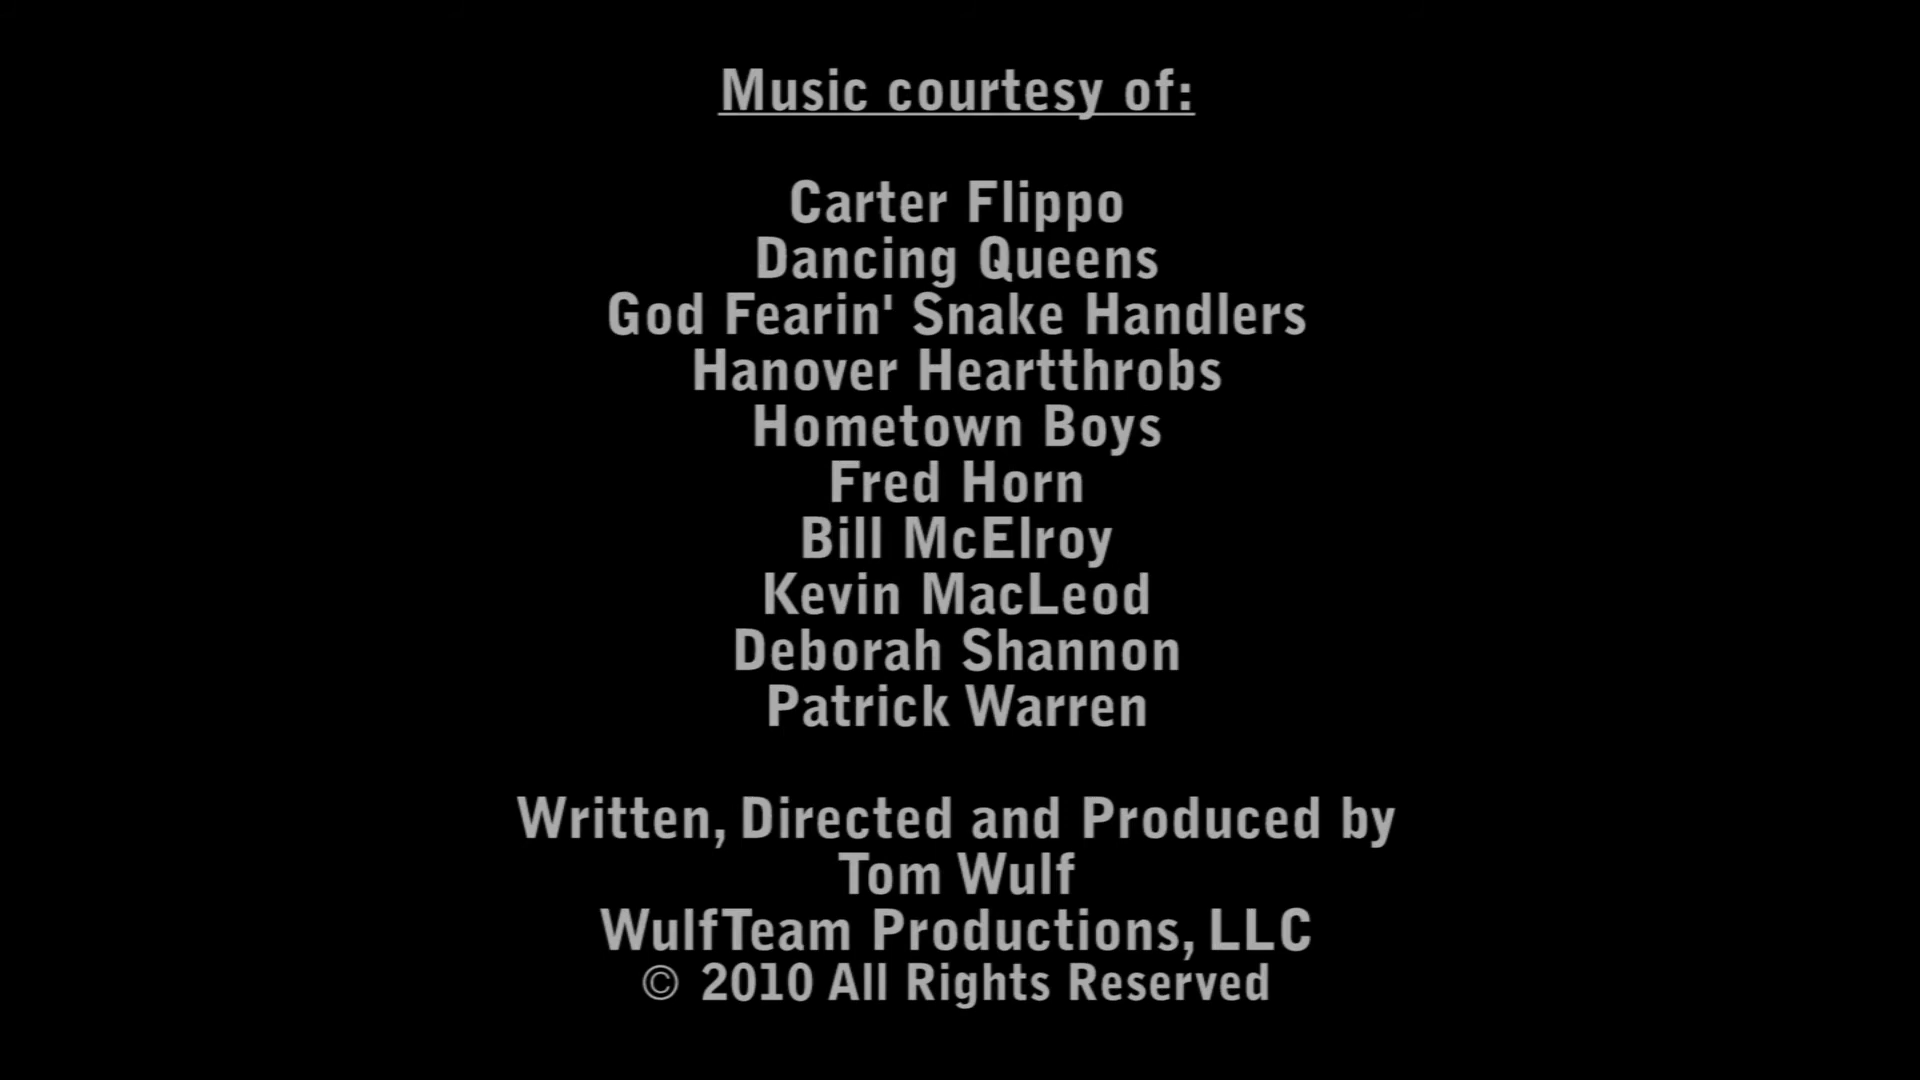 Music courtesy of:
Carter Flippo
Dancing Queens
God Fearin' Snake Handlers
Hanover Heartthrobs
Hometown Boys
Fred Horn
Bill McElroy
Kevin MacLeod
Deborah Shannon
Patrick Warren
Written, Directed and Produced by
Tom Wulf
WulfTeam Productions, LLC
© 2010 All Rights Reserved